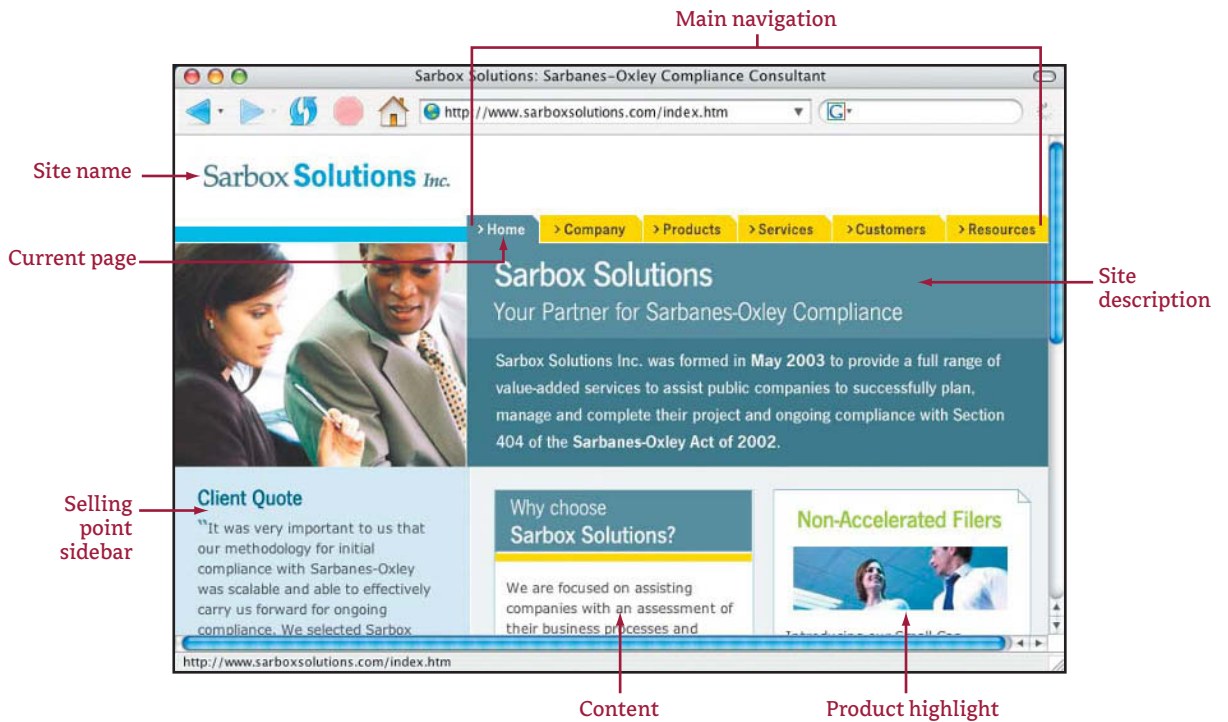 Main navigation
Sarbox Solutions: Sarbanes-Oxley Compliance Consultant
http://www.sarboxsolutions.com/index.htm
G
Site name
Sarbox Solutions Inc.
> Home > Company > Products > Services > Customers > Resources
Current page
Sarbox Solutions
Your Partner for Sarbanes-Oxley Compliance
Site
description
Sarbox Solutions Inc. was formed in May 2003 to provide a full range of
value-added services to assist public companies to successfully plan,
manage and complete their project and ongoing compliance with Section
404 of the Sarbanes-Oxley Act of 2002.
Selling
point
sidebar
Client Quote
"It was very important to us that
our methodology for initial
compliance with Sarbanes-Oxley
was scalable and able to effectively
carry us forward for ongoing
compliance. We selected Sarbox
Why choose
Sarbox Solutions?
We are focused on assisting
companies with an assessment of
their business processes and
Non-Accelerated Filers
Introducing our Small Cap
http://www.sarboxsolutions.com/index.htm
Content
Product highlight